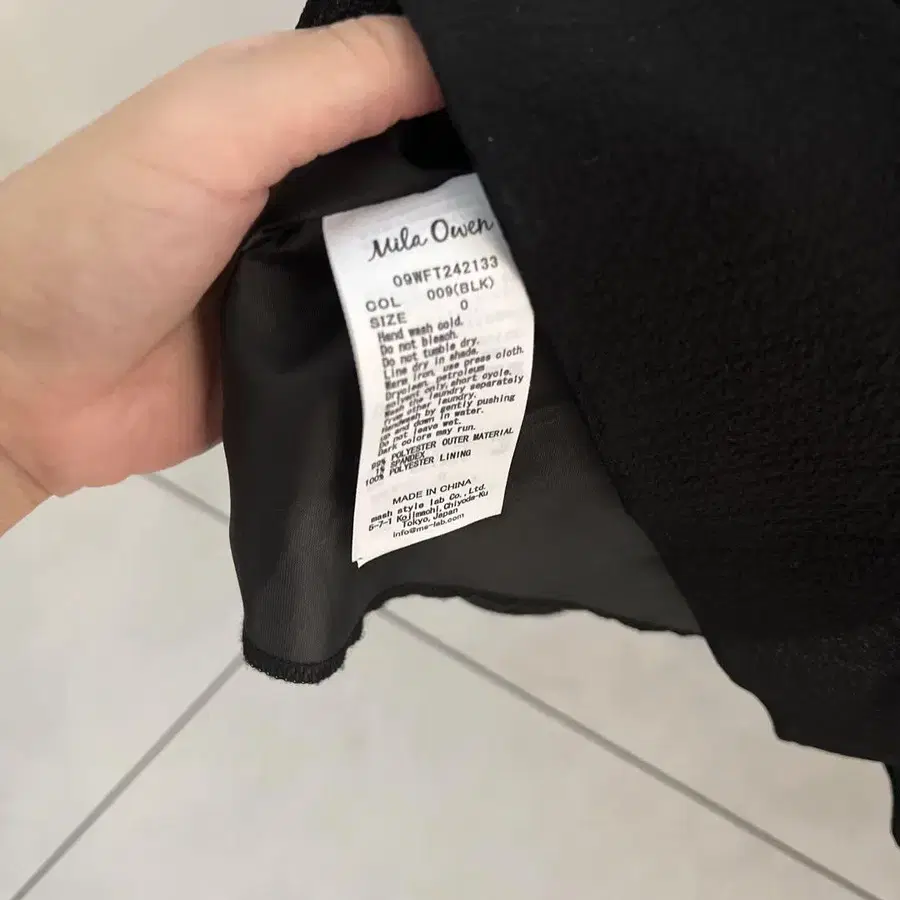 Mila Owen
09WFT242133
COL 009(BLK)
SIZE 0
Hand wash cold.
Do not bleach.
Do not tumble dry.
Line dry in shade.
Warm iron, use press cloth.
Dryclean, petroleum
solvent only, short cycle.
Wash the laundry separately
from other laundry.
Handwash by gently pushing
up and down in water.
Do not leave wet.
Dark colors may run.
99% POLYESTER OUTER MATERIAL
1% SPANDEX
100% POLYESTER LINING
MADE IN CHINA
mash style lab Co., Ltd.
5-7-1 Kojimachi, Chiyoda-Ku
Tokyo, Japan
info@ms-lab.com